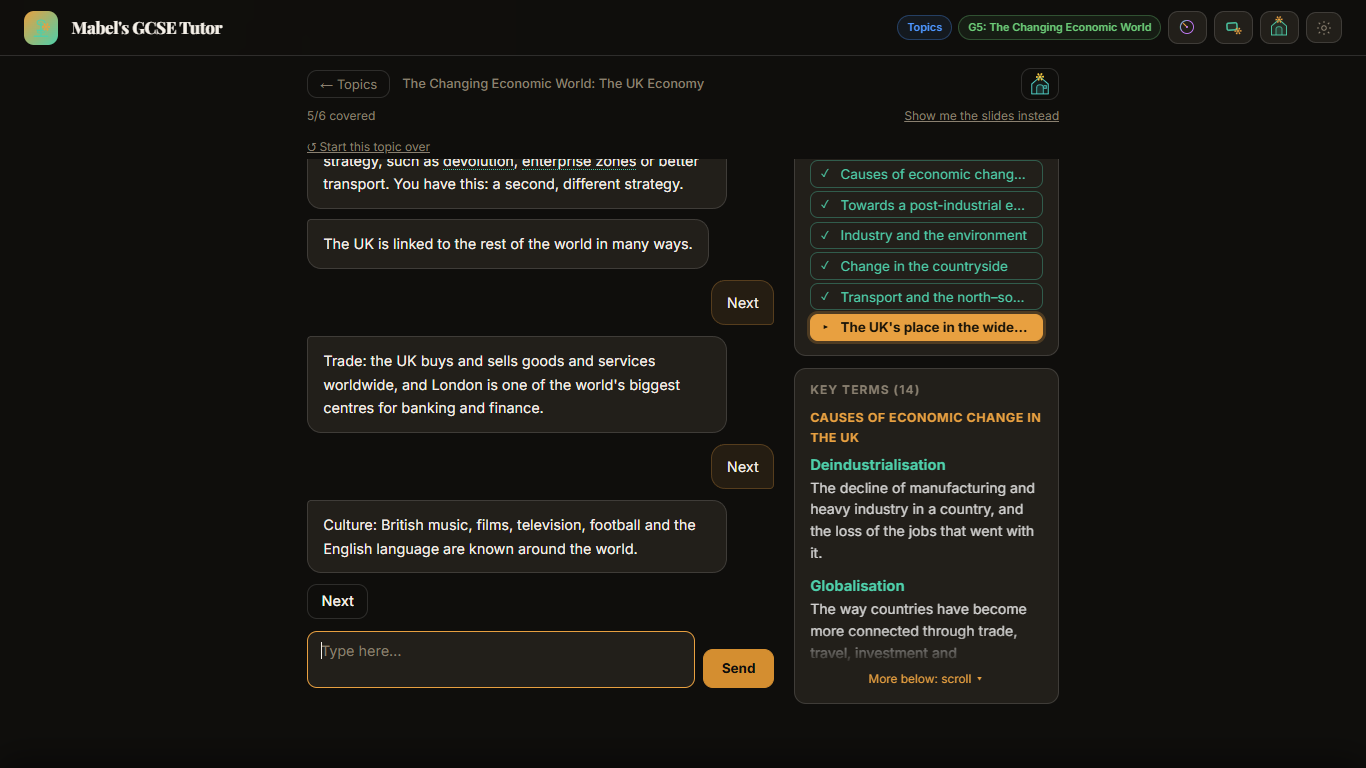 Mabel's GCSE Tutor
Topics
G5: The Changing Economic World
← Topics
The Changing Economic World: The UK Economy
5/6 covered
Show me the slides instead
↺ Start this topic over
strategy, such as devolution, enterprise zones or better
transport. You have this: a second, different strategy.
The UK is linked to the rest of the world in many ways.
Next
Trade: the UK buys and sells goods and services
worldwide, and London is one of the world's biggest
centres for banking and finance.
Next
Culture: British music, films, television, football and the
English language are known around the world.
Next
Type here...
Send
✓ Causes of economic chang...
✓ Towards a post-industrial e...
✓ Industry and the environment
✓ Change in the countryside
✓ Transport and the north–so...
▸ The UK's place in the wide...
KEY TERMS (14)
CAUSES OF ECONOMIC CHANGE IN
THE UK
Deindustrialisation
The decline of manufacturing and
heavy industry in a country, and
the loss of the jobs that went with
it.
Globalisation
The way countries have become
more connected through trade,
travel, investment and
More below: scroll ▾